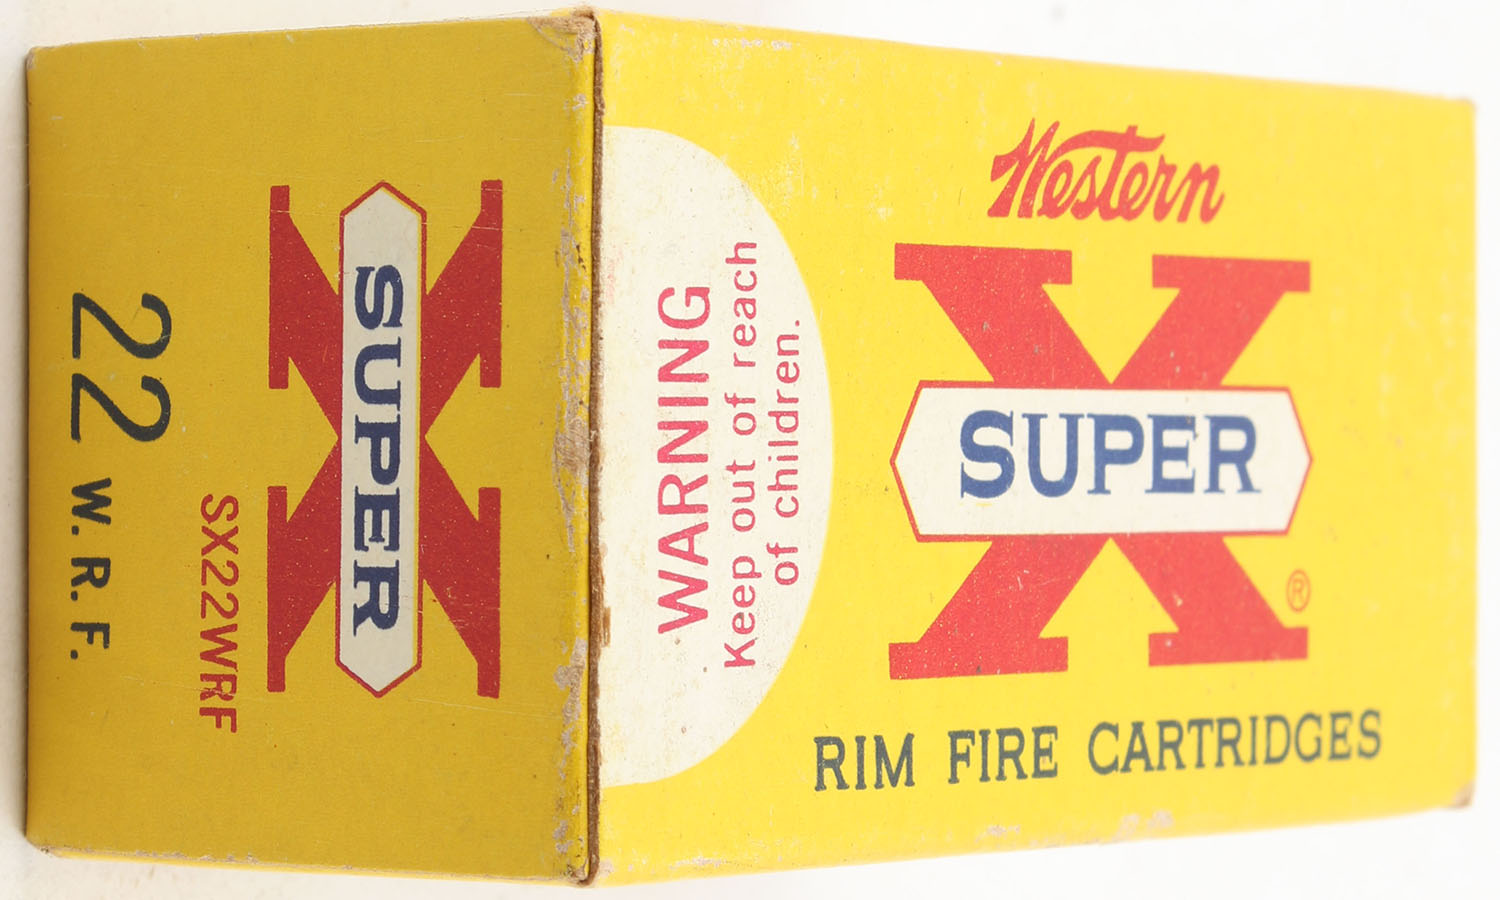 Western
X
SUPER
®
RIM FIRE CARTRIDGES
WARNING
Keep out of reach
of children.
X
SUPER
SX22WRF
22 W.R.F.